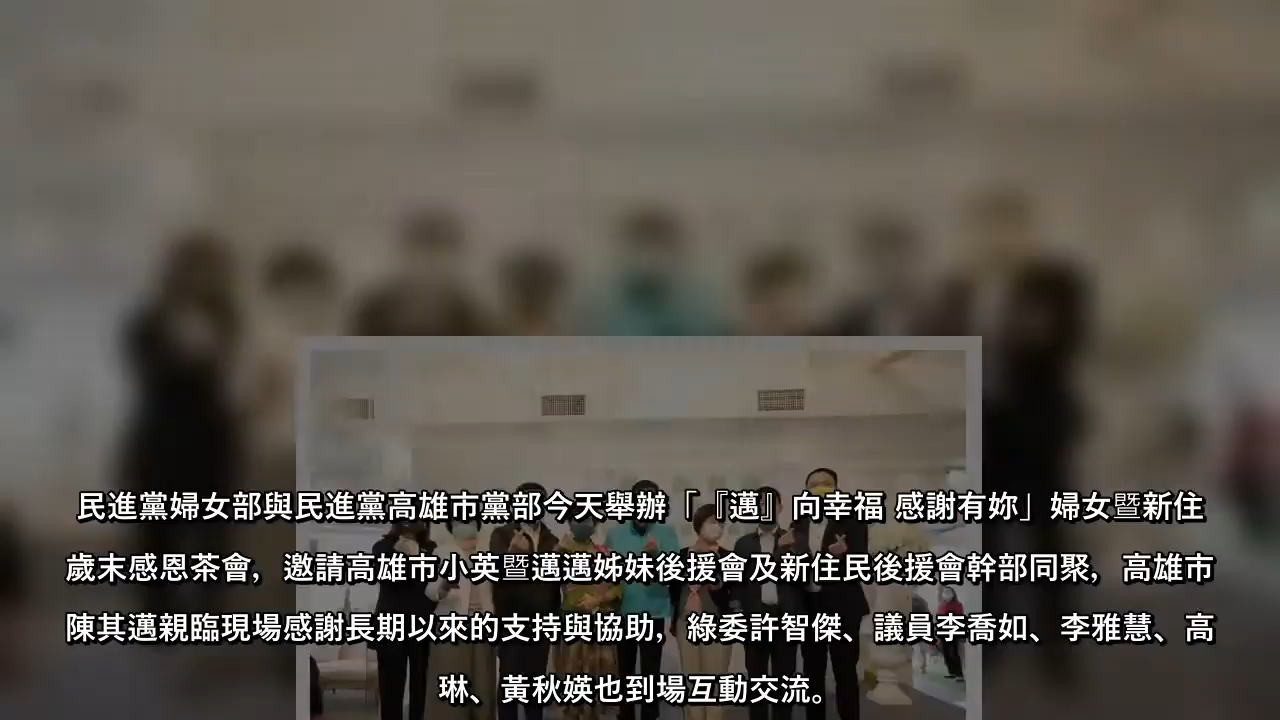 民進黨婦女部與民進黨高雄市黨部今天舉辦「『邁』向幸福 感謝有妳」婦女暨新住
歲末感恩茶會，邀請高雄市小英暨邁邁姊妹後援會及新住民後援會幹部同聚，高雄市
陳其邁親臨現場感謝長期以來的支持與協助，綠委許智傑、議員李喬如、李雅慧、高
琳、黃秋媖也到場互動交流。